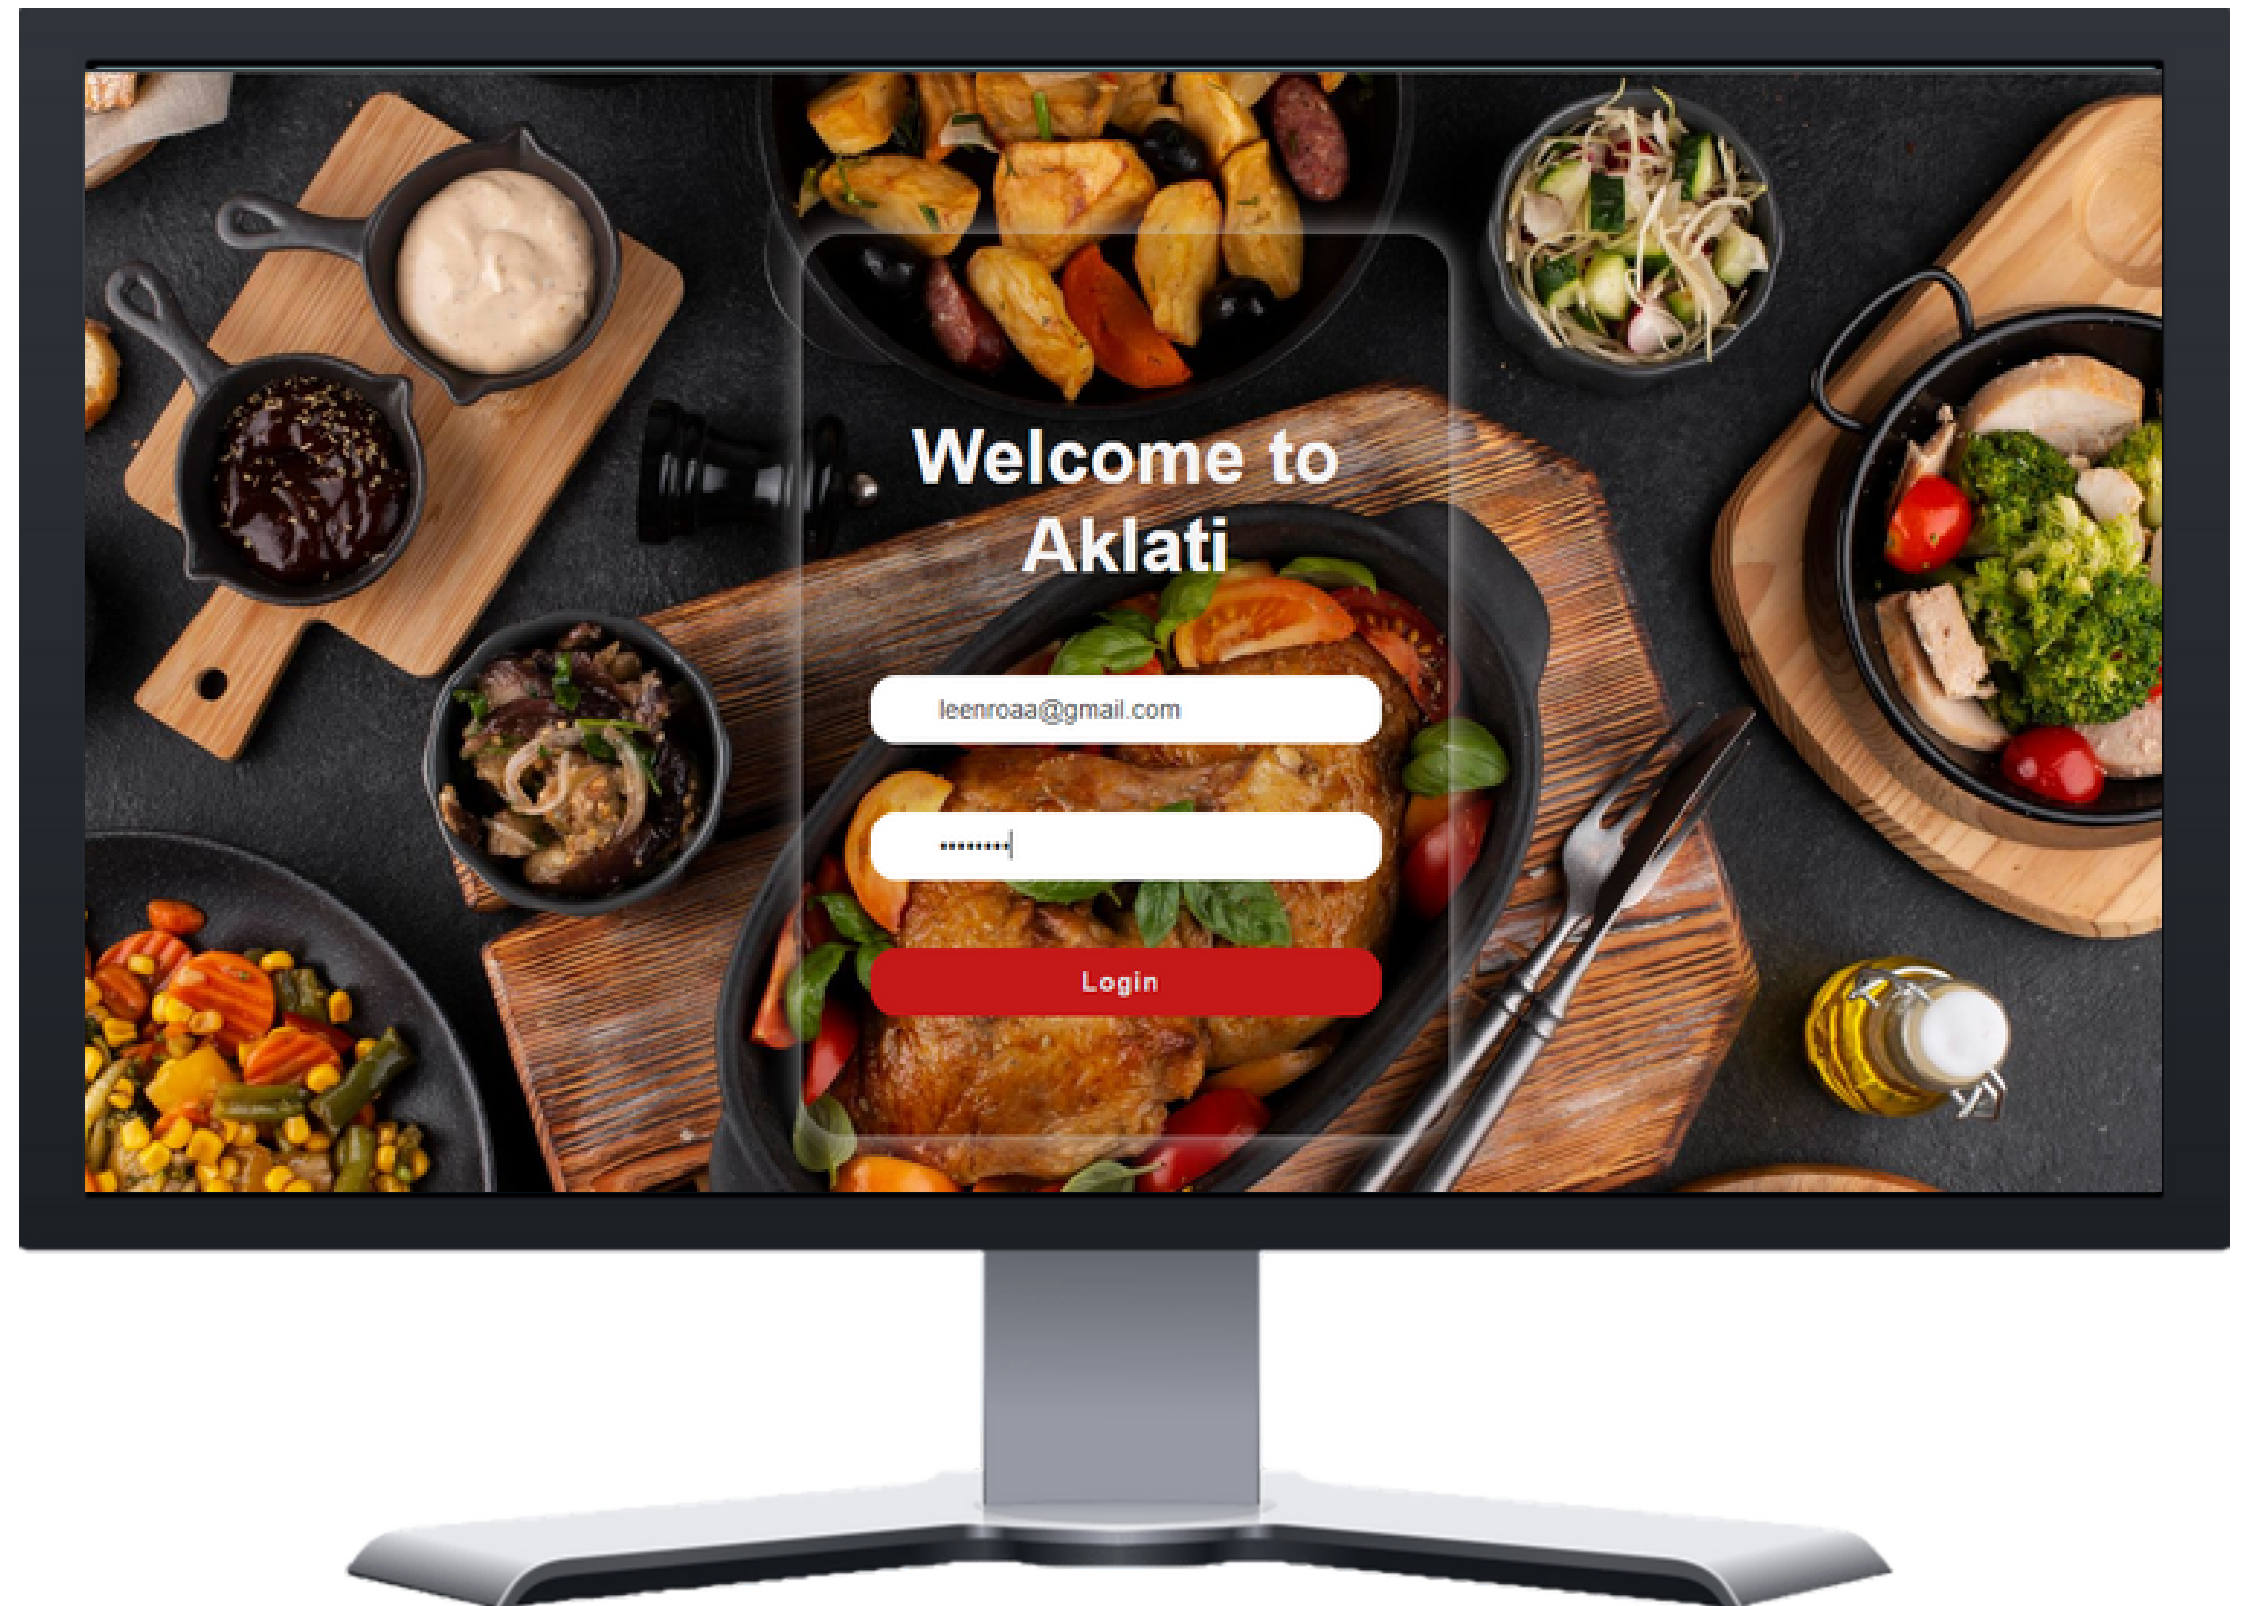 Welcome to
Aklati
leenroaa@gmail.com
••••••••
Login